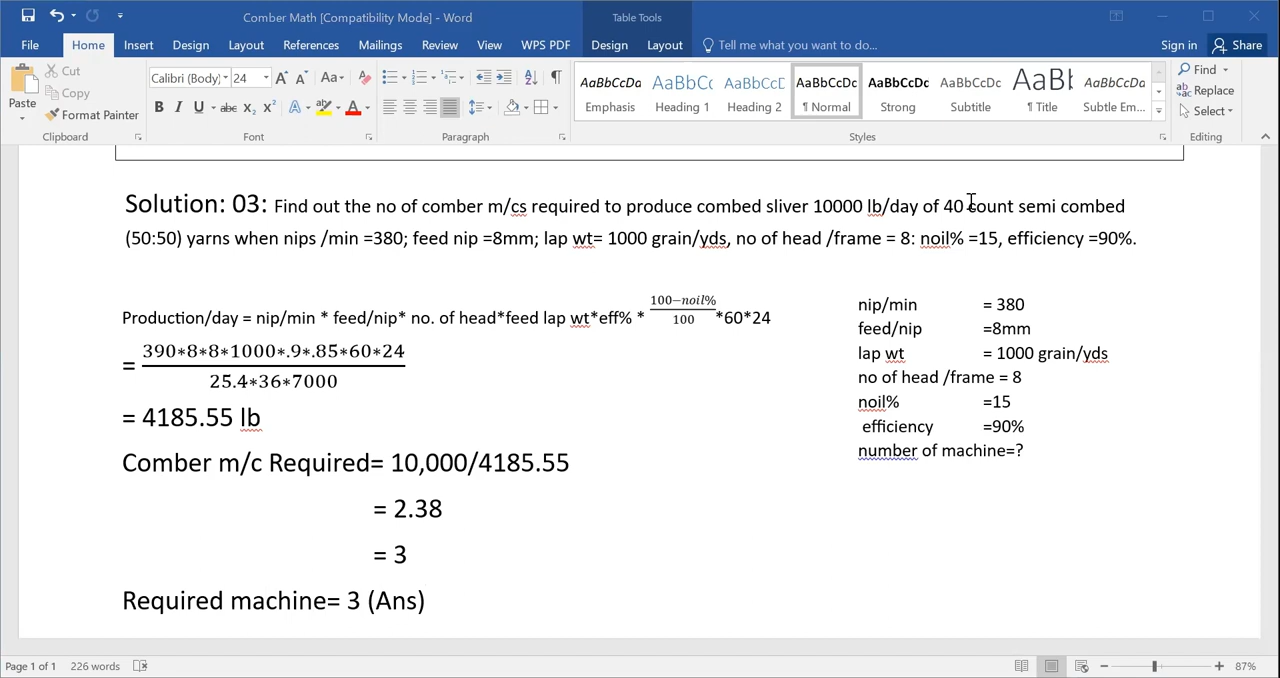 Comber Math [Compatibility Mode] - Word
Table Tools
File Home Insert Design Layout References Mailings Review View WPS PDF Design Layout Tell me what you want to do... Sign in Share
Paste Cut Copy Format Painter
Calibri (Body) 24 A A Aa
B I U abc x₂ x² A A
AaBbCcDc Emphasis
AaBbC( Heading 1
AaBbCcC Heading 2
AaBbCcDc ¶ Normal
AaBbCcDc Strong
AaBbCcDc Subtitle
AaBb( ¶ Title
AaBbCcDc Subtle Em...
Find
Replace
Select
Clipboard Font Paragraph Styles Editing
Solution: 03: Find out the no of comber m/cs required to produce combed sliver 10000 lb/day of 40 count semi combed
(50:50) yarns when nips /min =380; feed nip =8mm; lap wt= 1000 grain/yds, no of head /frame = 8: noil% =15, efficiency =90%.
Production/day = nip/min * feed/nip* no. of head*feed lap wt*eff% * (100−noil%)/100 *60*24
= 390*8*8*1000*.9*.85*60*24
25.4*36*7000
= 4185.55 lb
Comber m/c Required= 10,000/4185.55
= 2.38
= 3
Required machine= 3 (Ans)
nip/min = 380
feed/nip =8mm
lap wt = 1000 grain/yds
no of head /frame = 8
noil% =15
efficiency =90%
number of machine=?
Page 1 of 1 226 words 87%